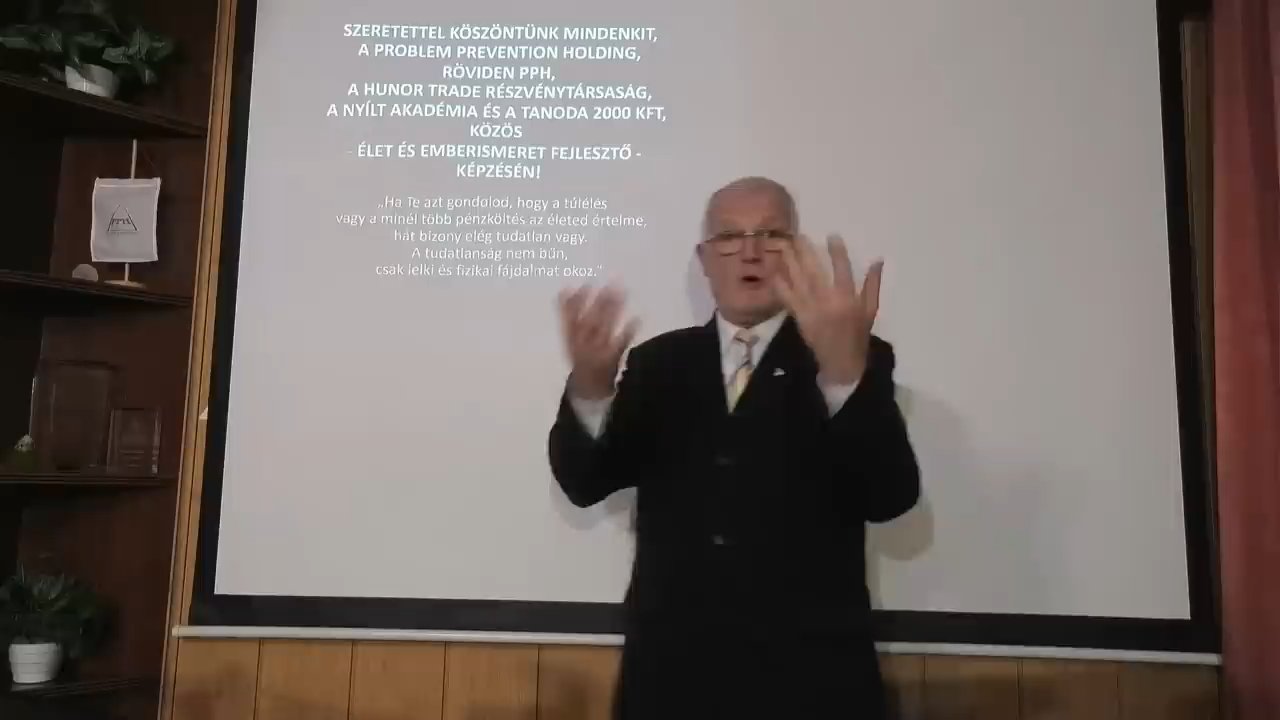 SZERETETTEL KÖSZÖNTÜNK MINDENKIT,
A PROBLEM PREVENTION HOLDING,
RÖVIDEN PPH,
A HUNOR TRADE RÉSZVÉNYTÁRSASÁG,
A NYÍLT AKADÉMIA ÉS A TANODA 2000 KFT,
KÖZÖS
- ÉLET ÉS EMBERISMERET FEJLESZTŐ -
KÉPZÉSÉN!
„Ha Te azt gondolod, hogy a túlélés
vagy a minél több pénzköltés az életed értelme,
hát bizony elég tudatlan vagy.
A tudatlanság nem bűn,
csak lelki és fizikai fájdalmat okoz."